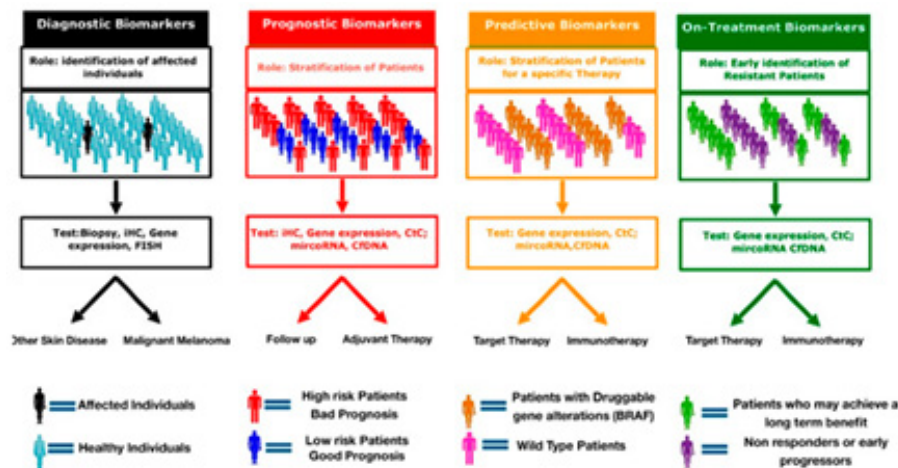 Diagnostic Biomarkers
Role: identification of affected
individuals
Test:Biopsy, iHC, Gene
expression, FISH
Other Skin Disease
Malignant Melanoma
Prognostic Biomarkers
Role: Stratification of Patients
Test: iHC, Gene expression, CtC;
mircoRNA, CfDNA
Follow up
Adjuvant Therapy
Predictive Biomarkers
Role: Stratification of Patients
for a specific Therapy
Test: Gene expression, CtC;
mircoRNA,CfDNA
Target Therapy
Immunotherapy
On-Treatment Biomarkers
Role: Early identification of
Resistant Patients
Test: Gene expression, CtC;
mircoRNA CfDNA
Target Therapy
Immunotherapy
Affected Individuals
Healthy Individuals
High risk Patients
Bad Prognosis
Low risk Patients
Good Prognosis
Patients with Druggable
gene alterations (BRAF)
Wild Type Patients
Patients who may achieve a
long term benefit
Non responders or early
progressors